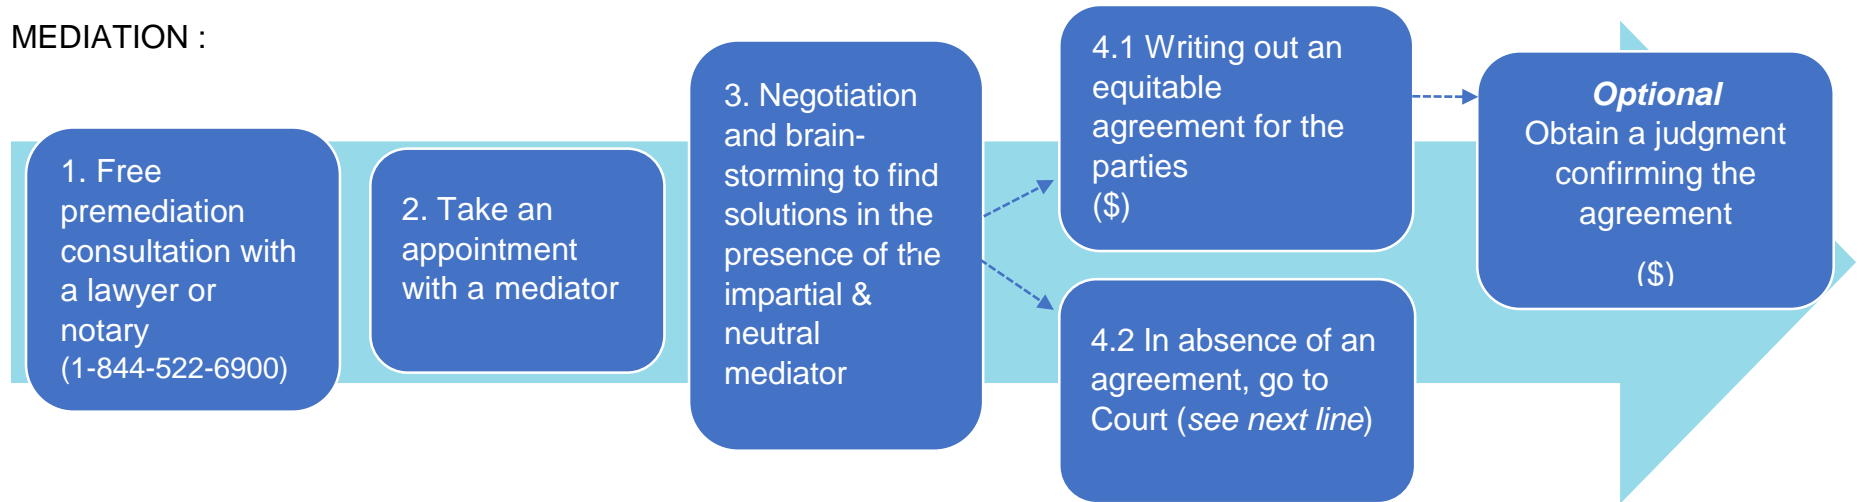 MEDIATION :
1. Free
premediation
consultation with
a lawyer or
notary
(1-844-522-6900)
2. Take an
appointment
with a mediator
3. Negotiation
and brain-
storming to find
solutions in the
presence of the
impartial &
neutral
mediator
4.1 Writing out an
equitable
agreement for the
parties
($)
4.2 In absence of an
agreement, go to
Court (see next line)
Optional
Obtain a judgment
confirming the
agreement
($)